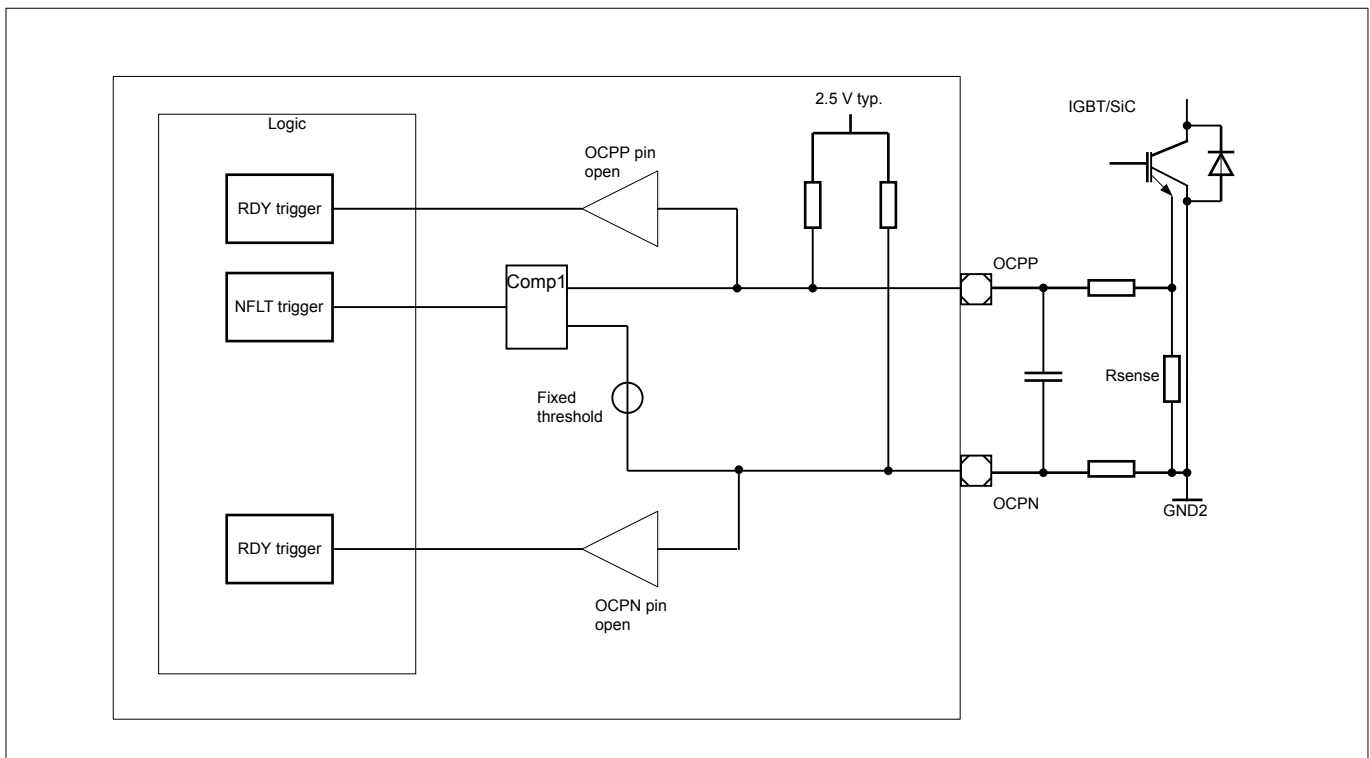 2.5 V typ.
IGBT/SiC
Logic
OCPP pin
open
RDY trigger
OCPP
Comp1
NFLT trigger
Rsense
Fixed
threshold
OCPN
GND2
RDY trigger
OCPN pin
open